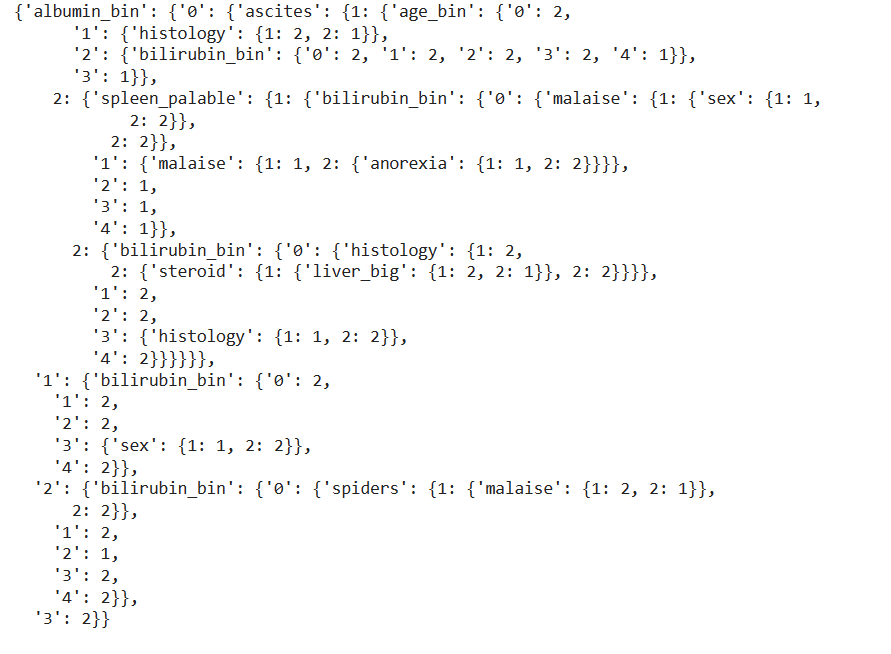 {'albumin_bin': {'0': {'ascites': {1: {'age_bin': {'0': 2,
'1': {'histology': {1: 2, 2: 1}},
'2': {'bilirubin_bin': {'0': 2, '1': 2, '2': 2, '3': 2, '4': 1}},
'3': 1}},
2: {'spleen_palable': {1: {'bilirubin_bin': {'0': {'malaise': {1: {'sex': {1: 1,
2: 2}},
2: 2}},
'1': {'malaise': {1: 1, 2: {'anorexia': {1: 1, 2: 2}}}},
'2': 1,
'3': 1,
'4': 1}},
2: {'bilirubin_bin': {'0': {'histology': {1: 2,
2: {'steroid': {1: {'liver_big': {1: 2, 2: 1}}, 2: 2}}}},
'1': 2,
'2': 2,
'3': {'histology': {1: 1, 2: 2}},
'4': 2}}}}}},
'1': {'bilirubin_bin': {'0': 2,
'1': 2,
'2': 2,
'3': {'sex': {1: 1, 2: 2}},
'4': 2}},
'2': {'bilirubin_bin': {'0': {'spiders': {1: {'malaise': {1: 2, 2: 1}},
2: 2}},
'1': 2,
'2': 1,
'3': 2,
'4': 2}},
'3': 2}}